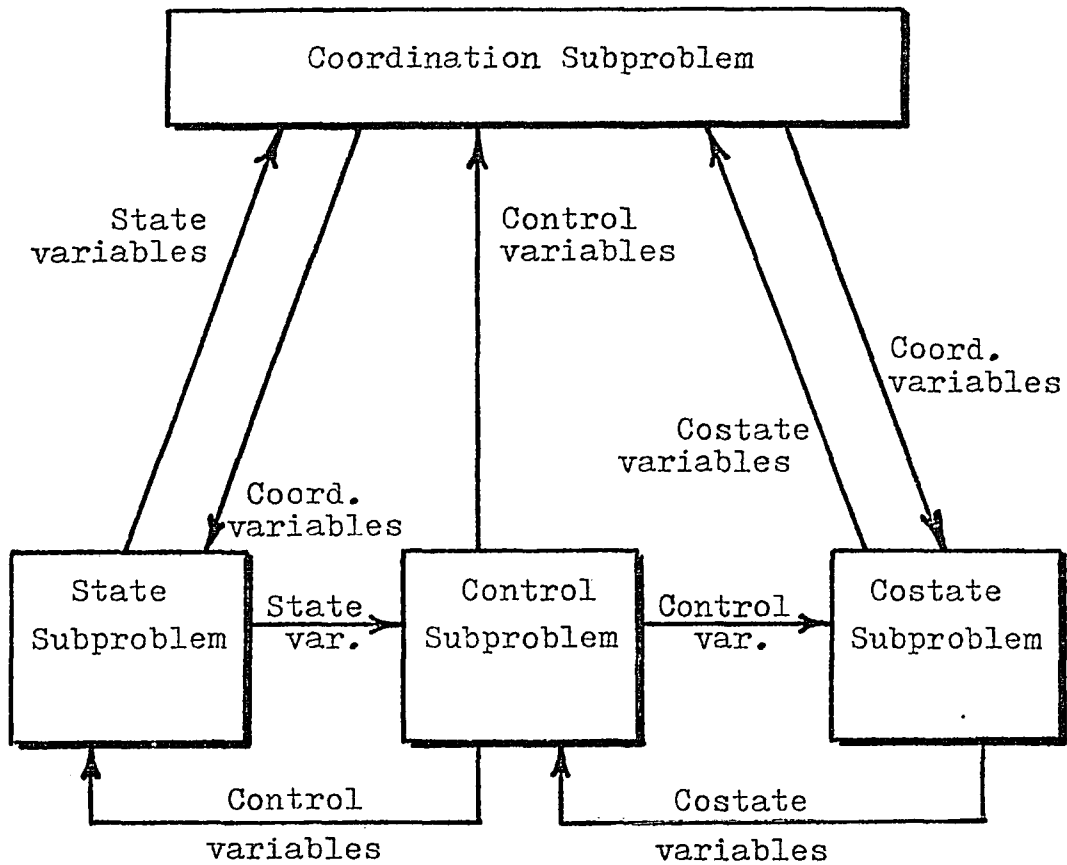 Coordination Subproblem
State
variables
Control
variables
Coord.
variables
Costate
variables
Coord.
variables
State
Subproblem
State
var.
Control
Subproblem
Control
var.
Costate
Subproblem
Control
variables
Costate
variables